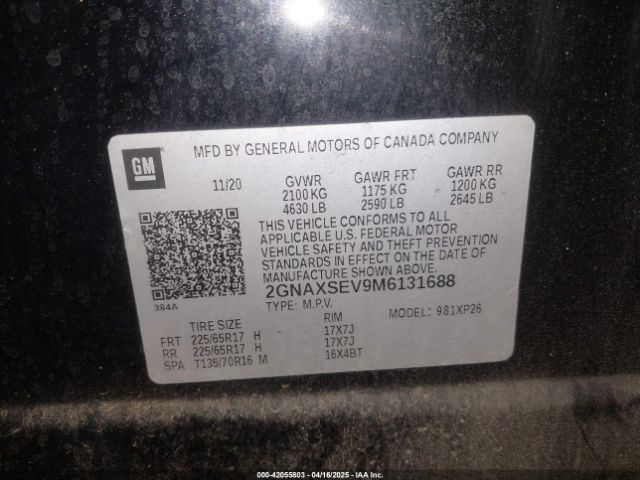 GM
MFD BY GENERAL MOTORS OF CANADA COMPANY
11/20 GVWR GAWR FRT GAWR RR
2100 KG 1175 KG 1200 KG
4630 LB 2590 LB 2645 LB
THIS VEHICLE CONFORMS TO ALL
APPLICABLE U.S. FEDERAL MOTOR
VEHICLE SAFETY AND THEFT PREVENTION
STANDARDS IN EFFECT ON THE DATE OF
MANUFACTURE SHOWN ABOVE.
384A
2GNAXSEV9M6131688
TYPE: M.P.V. MODEL: 981XP26
TIRE SIZE RIM
FRT 225/65R17 H 17X7J
RR 225/65R17 H 17X7J
SPA T135/70R16 M 16X4BT
000-42055803 - 04/16/2025 - IAA Inc.